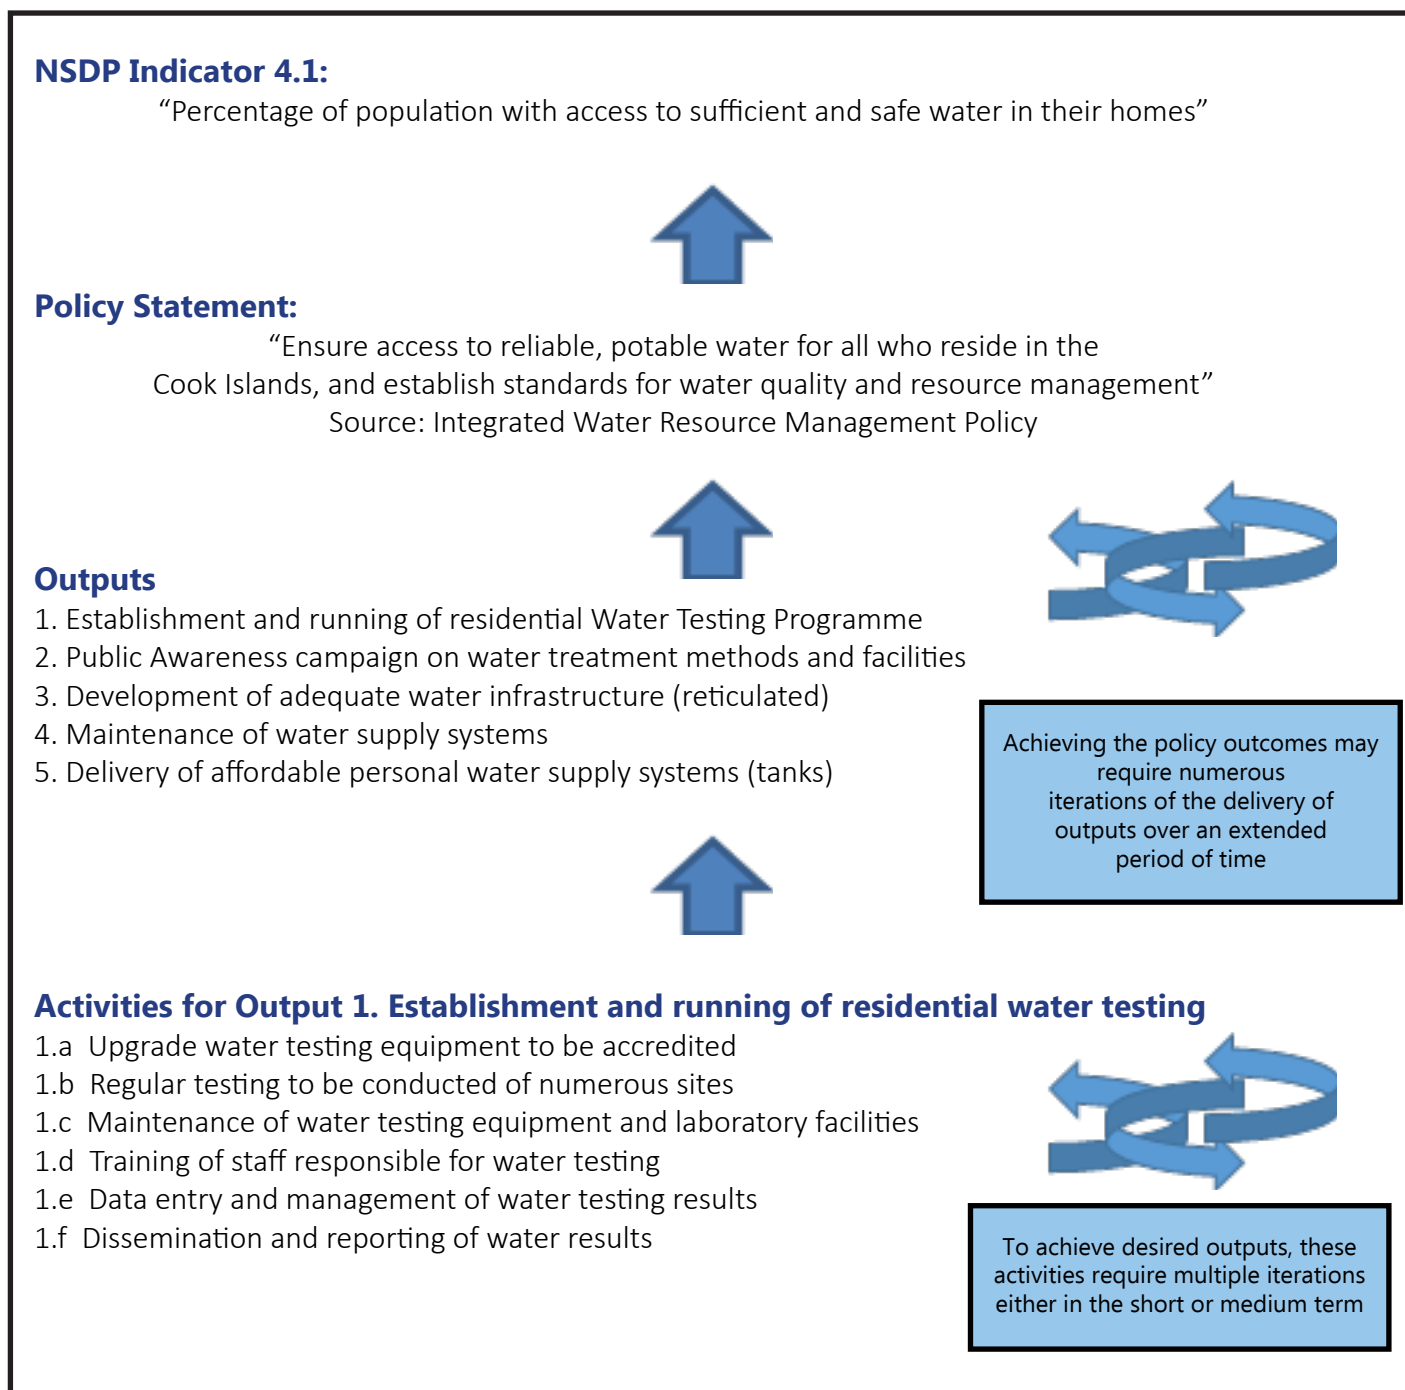 NSDP Indicator 4.1:
“Percentage of population with access to sufficient and safe water in their homes”
Policy Statement:
“Ensure access to reliable, potable water for all who reside in the
Cook Islands, and establish standards for water quality and resource management”
Source: Integrated Water Resource Management Policy
Outputs
1. Establishment and running of residential Water Testing Programme
2. Public Awareness campaign on water treatment methods and facilities
3. Development of adequate water infrastructure (reticulated)
4. Maintenance of water supply systems
5. Delivery of affordable personal water supply systems (tanks)
Achieving the policy outcomes may
require numerous
iterations of the delivery of
outputs over an extended
period of time
Activities for Output 1. Establishment and running of residential water testing
1.a Upgrade water testing equipment to be accredited
1.b Regular testing to be conducted of numerous sites
1.c Maintenance of water testing equipment and laboratory facilities
1.d Training of staff responsible for water testing
1.e Data entry and management of water testing results
1.f Dissemination and reporting of water results
To achieve desired outputs, these
activities require multiple iterations
either in the short or medium term